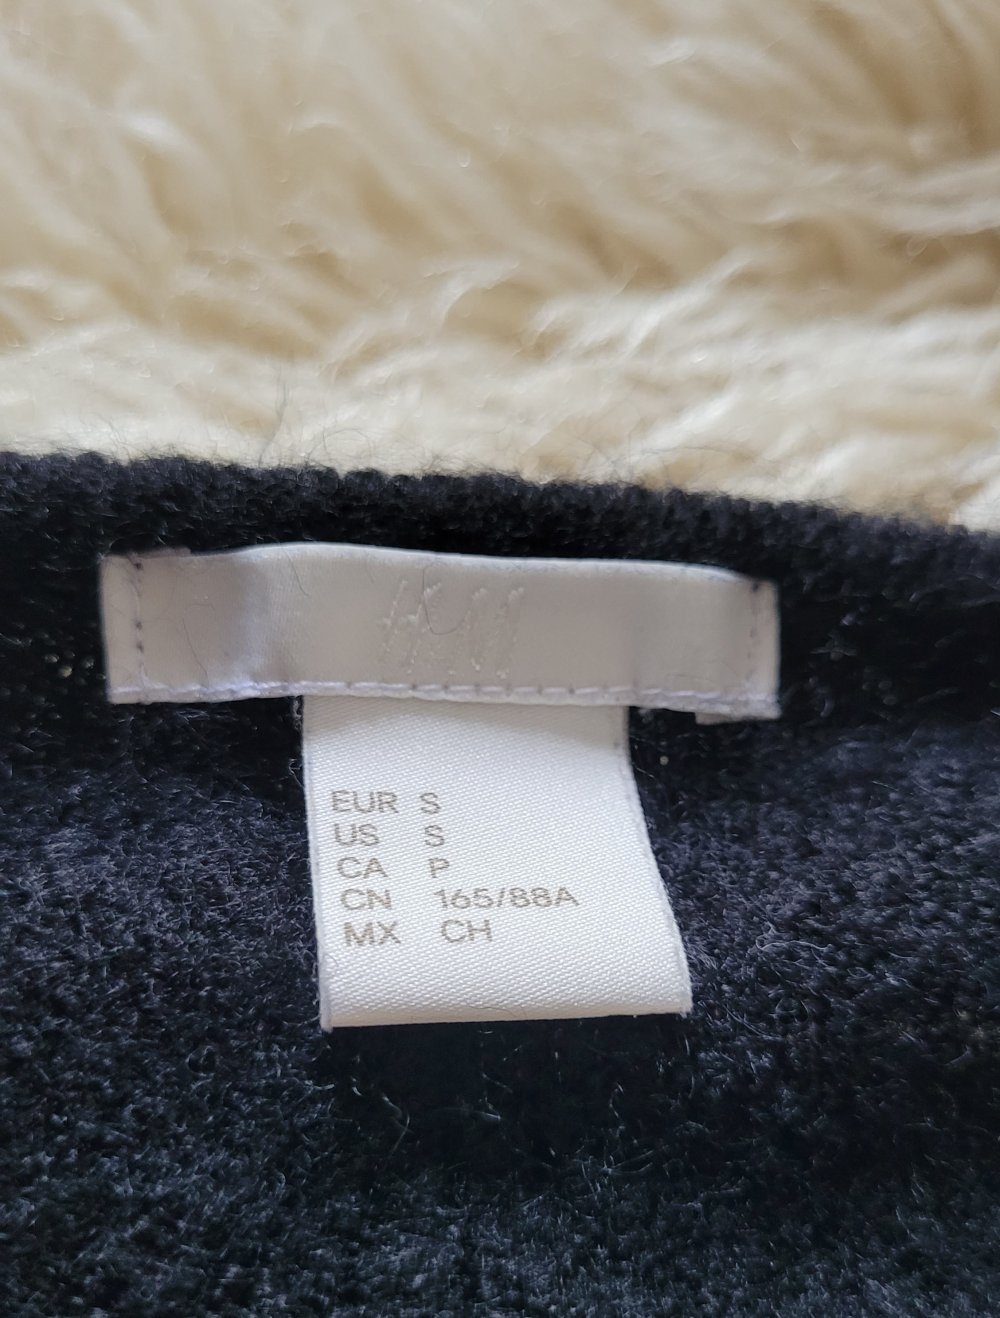 H&M
EUR S
US S
CA P
CN 165/88A
MX CH